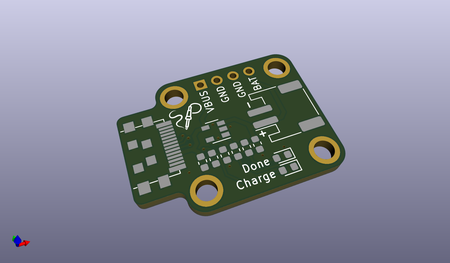 VBUS
GND
GND
BAT
- +
Done
Charge